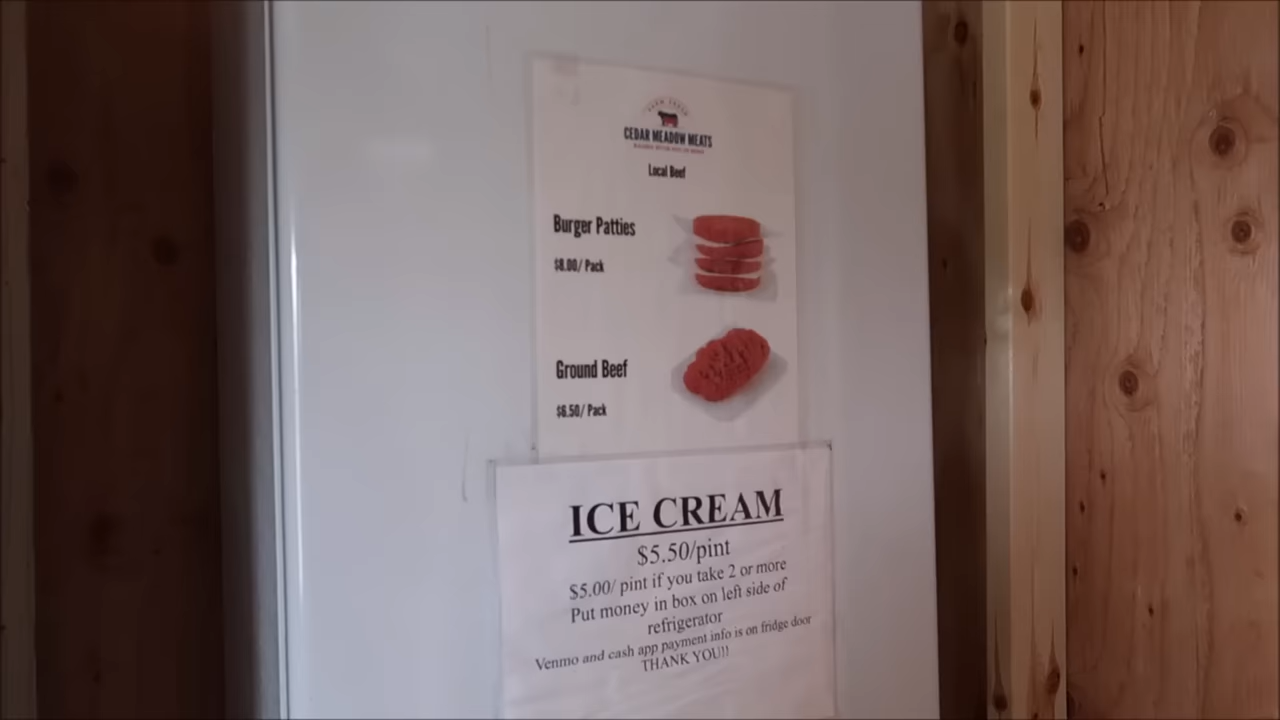 FARM FRESH
CEDAR MEADOW MEATS
Local Beef
Burger Patties
$8.00/ Pack
Ground Beef
$6.50/ Pack
ICE CREAM
$5.50/pint
$5.00/ pint if you take 2 or more
Put money in box on left side of
refrigerator
Venmo and cash app payment info is on fridge door
THANK YOU!!